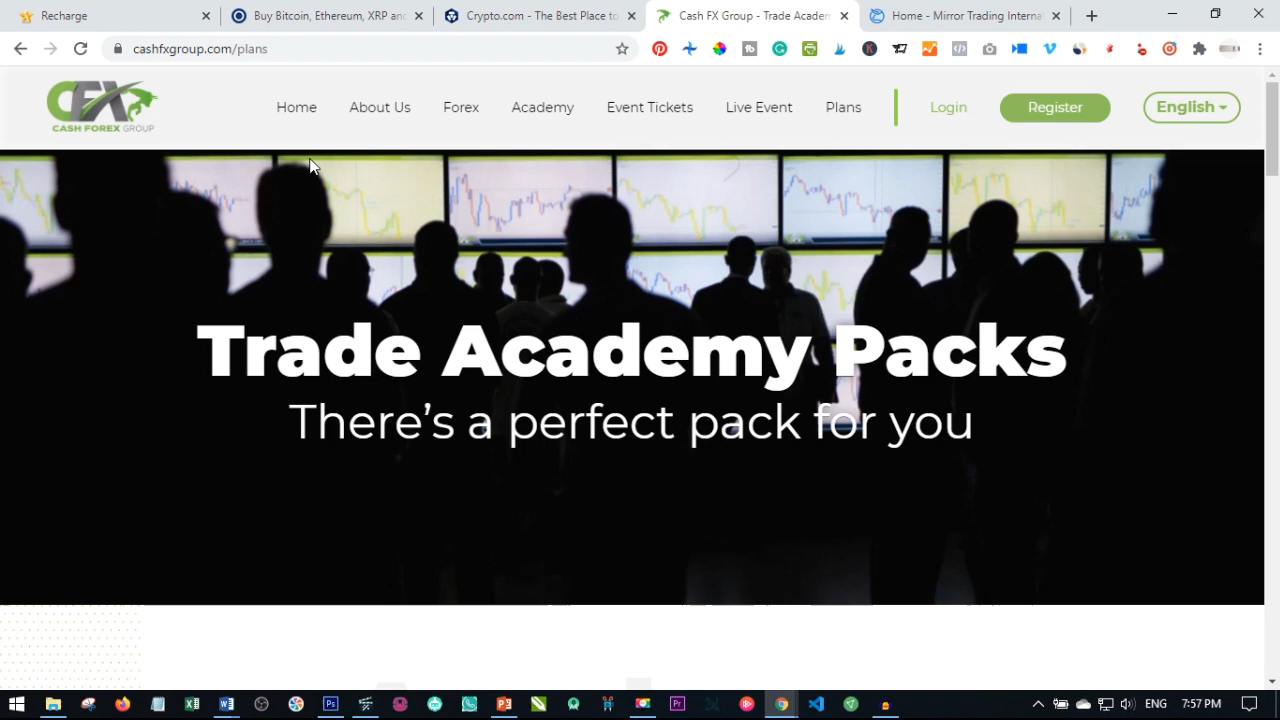 Recharge
Buy Bitcoin, Ethereum, XRP and
Crypto.com - The Best Place to
Cash FX Group - Trade Academ
Home - Mirror Trading Interna
cashfxgroup.com/plans
CFX
CASH FOREX GROUP
Home
About Us
Forex
Academy
Event Tickets
Live Event
Plans
Login
Register
English
Trade Academy Packs
There's a perfect pack for you
ENG
7:57 PM